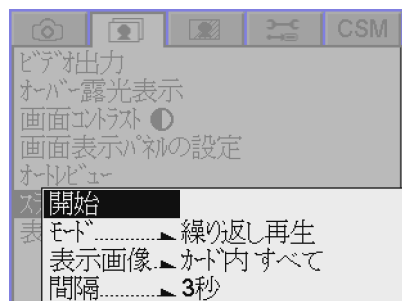 CSM
ビデオ出力
オーバー露光表示
画面コントラスト
画面表示パネルの設定
オートレビュー
ス
開始
表
モード............繰り返し再生
表示画像.カード内すべて
間隔............3秒